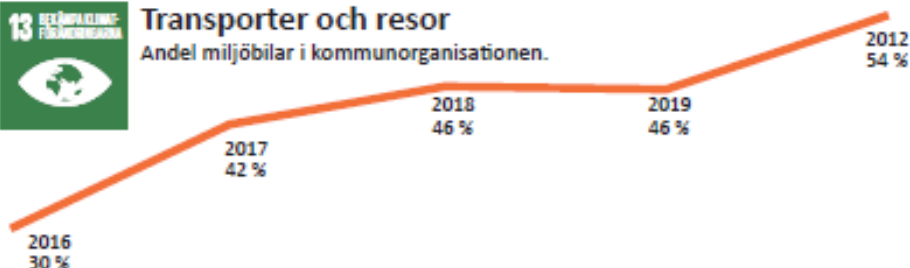 13 BEKÄMPA KLIMAT-
FÖRÄNDRINGARNA
Transporter och resor
Andel miljöbilar i kommunorganisationen.
2012
54 %
2018
46 %
2019
46 %
2017
42 %
2016
30 %